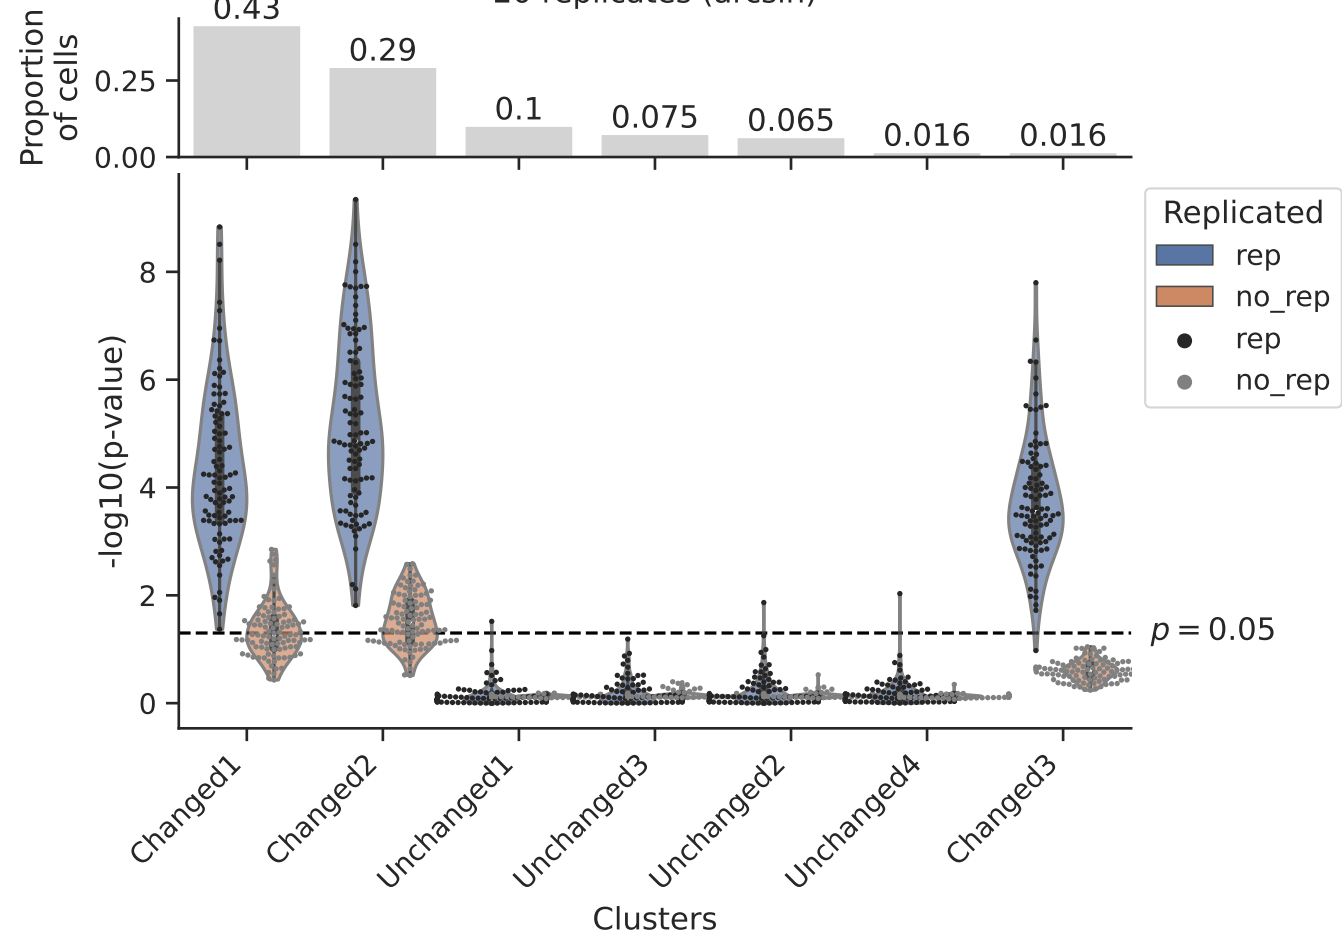 replicates (arcsin)
Proportion
of cells
0.25
0.00
0.43
0.29
0.1
0.075
0.065
0.016
0.016
-log10(p-value)
8
6
4
2
0
p = 0.05
Replicated
rep
no_rep
rep
no_rep
Changed1
Changed2
Unchanged1
Unchanged3
Unchanged2
Unchanged4
Changed3
Clusters